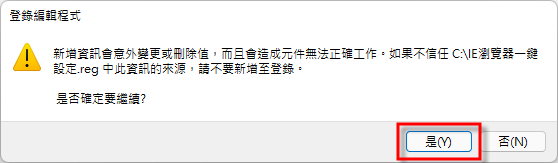 登錄編輯程式
新增資訊會意外變更或刪除值，而且會造成元件無法正確工作。如果不信任 C:\IE瀏覽器一鍵
設定.reg 中此資訊的來源，請不要新增至登錄。
是否確定要繼續?
是(Y)
否(N)